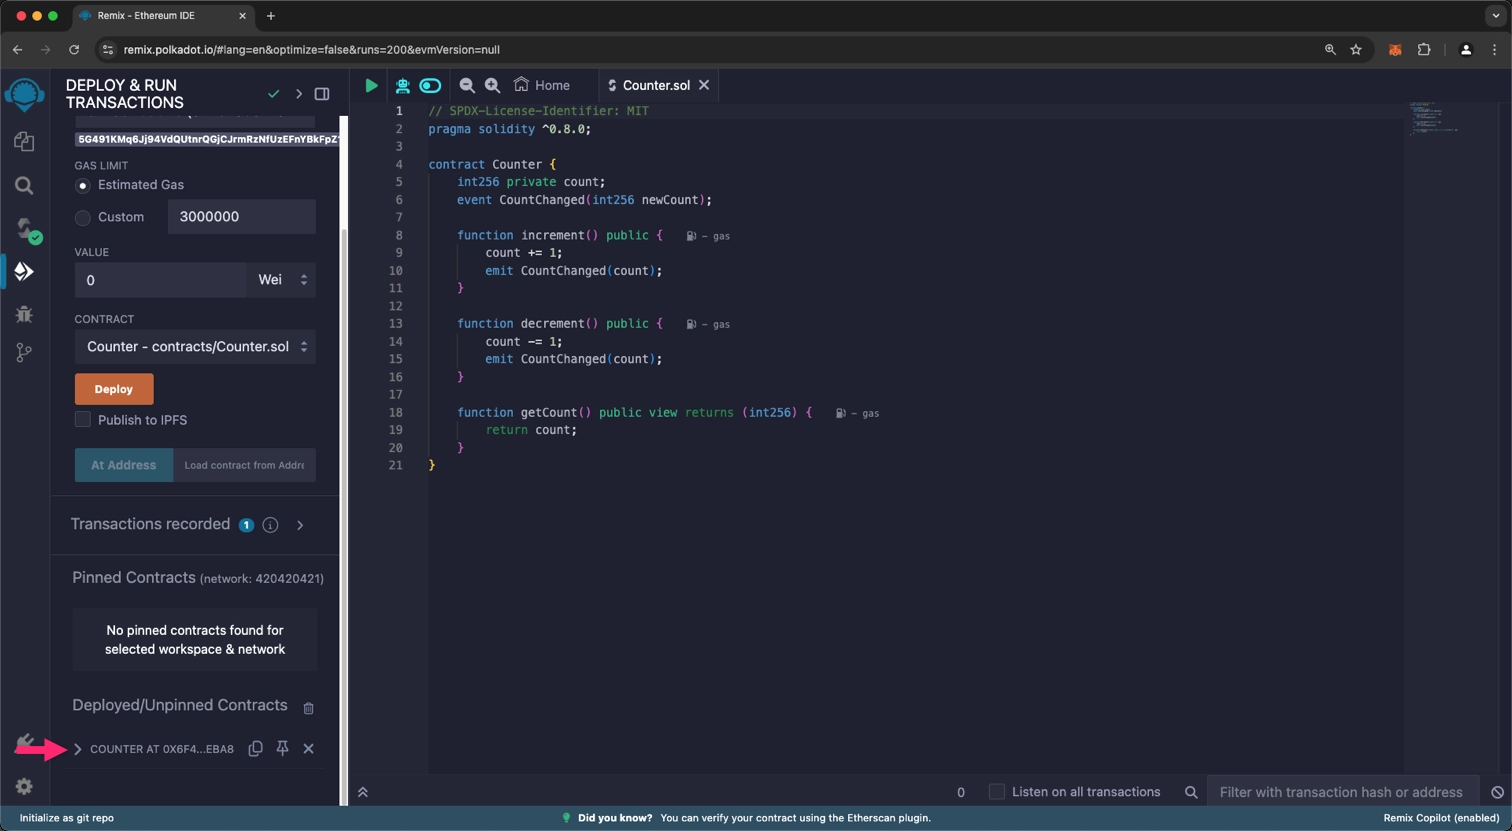 Remix - Ethereum IDE
remix.polkadot.io/#lang=en&optimize=false&runs=200&evmVersion=null
DEPLOY & RUN
TRANSACTIONS
5G491KMq6Jj94VdQUtnrQGjCJrmRzNfUzEFnYBkFpZ
GAS LIMIT
Estimated Gas
Custom 3000000
VALUE
0 Wei
CONTRACT
Counter - contracts/Counter.sol
Deploy
Publish to IPFS
At Address Load contract from Addre
Transactions recorded 1 i
Pinned Contracts (network: 420420421)
No pinned contracts found for
selected workspace & network
Deployed/Unpinned Contracts
COUNTER AT 0X6F4...EBA8
Home Counter.sol
1 // SPDX-License-Identifier: MIT
2 pragma solidity ^0.8.0;
3
4 contract Counter {
5 int256 private count;
6 event CountChanged(int256 newCount);
7
8 function increment() public { – gas
9 count += 1;
10 emit CountChanged(count);
11 }
12
13 function decrement() public { – gas
14 count -= 1;
15 emit CountChanged(count);
16 }
17
18 function getCount() public view returns (int256) { – gas
19 return count;
20 }
21 }
0 Listen on all transactions Filter with transaction hash or address
Initialize as git repo Did you know? You can verify your contract using the Etherscan plugin. Remix Copilot (enabled)